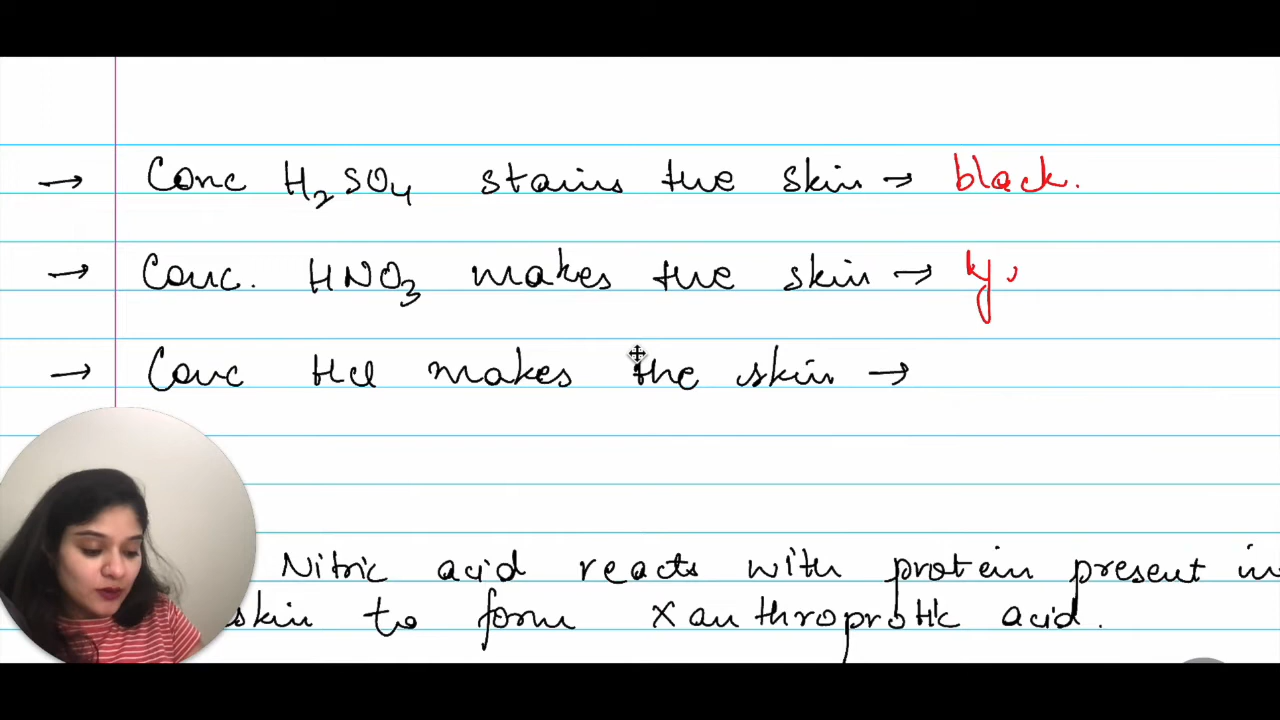 → Conc H₂SO₄ stains the skin → black.
→ Conc. HNO₃ makes the skin → y
→ Conc HCl makes the skin →
Nitric acid reacts with protein present in
skin to form Xanthroprotic acid.